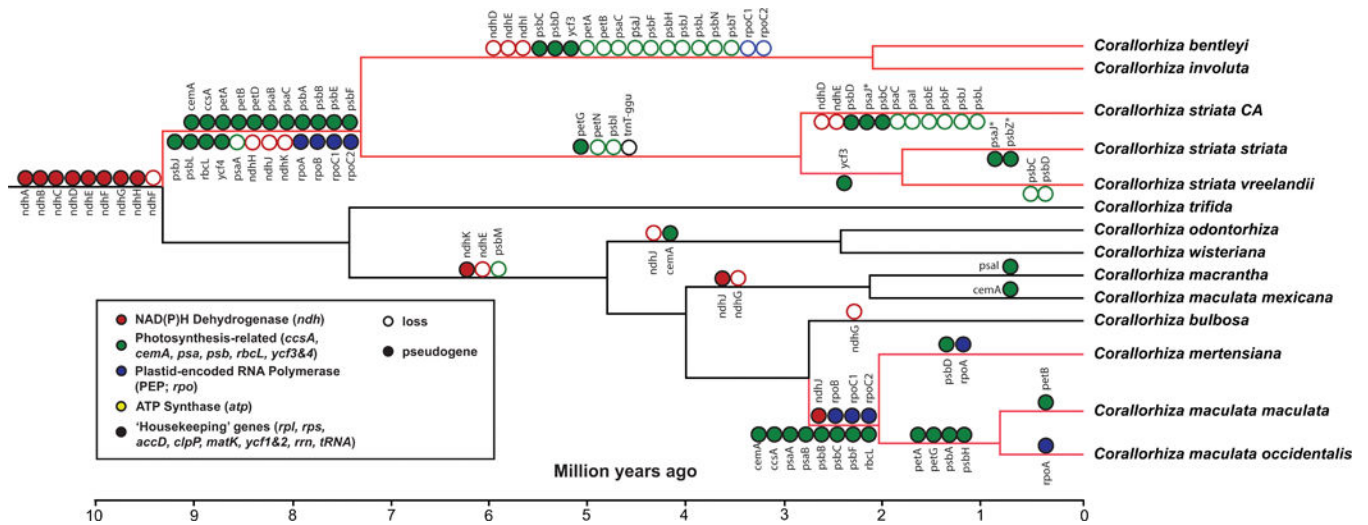 ndhD ndhE ndhI psbC psbD ycf3 petA petB psaC psaJ psbF psbH psbJ psbL psbN psbT rpoC1 rpoC2
Corallorhiza bentleyi
Corallorhiza involuta
cemA ccsA petA petB petD psaB psaC psbA psbB psbE psbF
ndhD ndhE psbD psaJ* psbC psaC psaI psbE psbF psbJ psbL
Corallorhiza striata CA
petG petN psbI trnT-ggu
psaJ* psbZ*
Corallorhiza striata striata
psbJ psbL rbcL ycf4 psaA ndhH ndhJ ndhK rpoA rpoB rpoC1 rpoC2
ycf3
psbC psbD
Corallorhiza striata vreelandii
ndhA ndhB ndhC ndhD ndhE ndhF ndhG ndhH ndhF
Corallorhiza trifida
ndhK ndhE psbM
ndhJ cemA
Corallorhiza odontorhiza
Corallorhiza wisteriana
psaI
Corallorhiza macrantha
cemA
Corallorhiza maculata mexicana
ndhJ ndhG
ndhG
Corallorhiza bulbosa
psbD rpoA
Corallorhiza mertensiana
ndhJ rpoB rpoC1 rpoC2
petB
Corallorhiza maculata maculata
cemA ccsA psaA psaB psbB psbC psbF rbcL
petA petG psbA psbH
rpoA
Corallorhiza maculata occidentalis
NAD(P)H Dehydrogenase (ndh)
Photosynthesis-related (ccsA,
cemA, psa, psb, rbcL, ycf3&4)
Plastid-encoded RNA Polymerase
(PEP; rpo)
ATP Synthase (atp)
'Housekeeping' genes (rpl, rps,
accD, clpP, matK, ycf1&2, rrn, tRNA)
loss
pseudogene
Million years ago
10 9 8 7 6 5 4 3 2 1 0